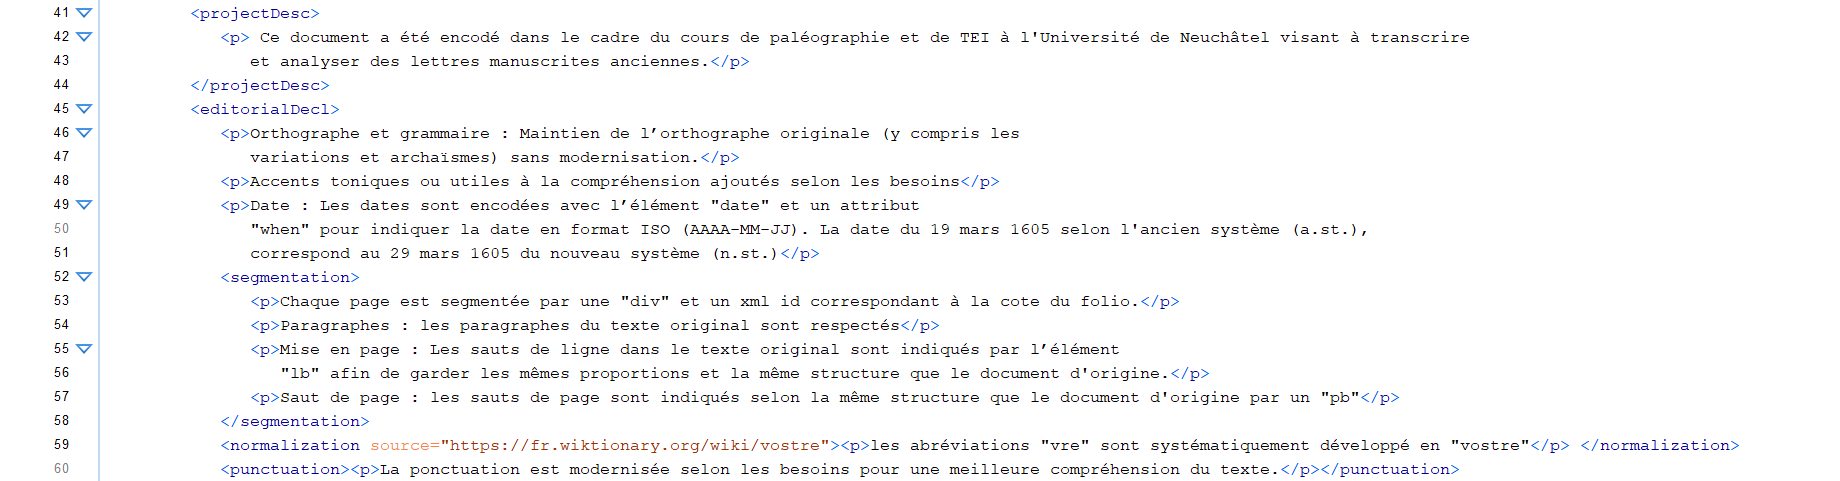 41 <projectDesc>
42 <p> Ce document a été encodé dans le cadre du cours de paléographie et de TEI à l'Université de Neuchâtel visant à transcrire
43 et analyser des lettres manuscrites anciennes.</p>
44 </projectDesc>
45 <editorialDecl>
46 <p>Orthographe et grammaire : Maintien de l’orthographe originale (y compris les
47 variations et archaïsmes) sans modernisation.</p>
48 <p>Accents toniques ou utiles à la compréhension ajoutés selon les besoins</p>
49 <p>Date : Les dates sont encodées avec l’élément "date" et un attribut
50 "when" pour indiquer la date en format ISO (AAAA-MM-JJ). La date du 19 mars 1605 selon l'ancien système (a.st.),
51 correspond au 29 mars 1605 du nouveau système (n.st.)</p>
52 <segmentation>
53 <p>Chaque page est segmentée par une "div" et un xml id correspondant à la cote du folio.</p>
54 <p>Paragraphes : les paragraphes du texte original sont respectés</p>
55 <p>Mise en page : Les sauts de ligne dans le texte original sont indiqués par l’élément
56 "lb" afin de garder les mêmes proportions et la même structure que le document d'origine.</p>
57 <p>Saut de page : les sauts de page sont indiqués selon la même structure que le document d'origine par un "pb"</p>
58 </segmentation>
59 <normalization source="https://fr.wiktionary.org/wiki/vostre"><p>les abréviations "vre" sont systématiquement développé en "vostre"</p> </normalization>
60 <punctuation><p>La ponctuation est modernisée selon les besoins pour une meilleure compréhension du texte.</p></punctuation>